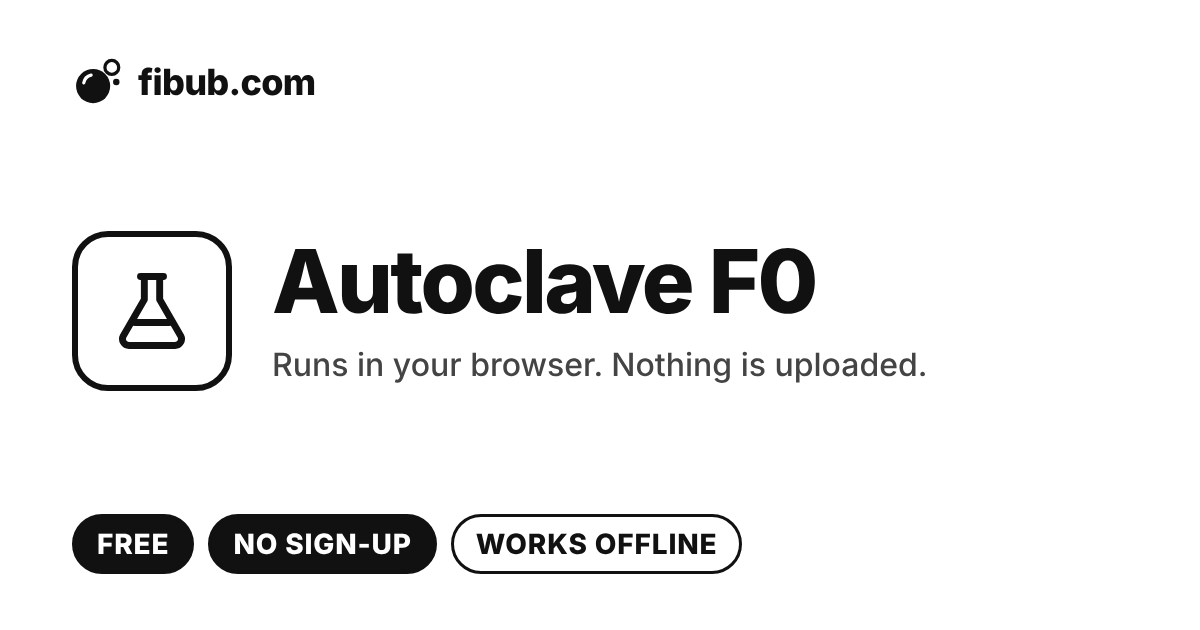 fibub.com
Autoclave F0
Runs in your browser. Nothing is uploaded.
FREE
NO SIGN-UP
WORKS OFFLINE